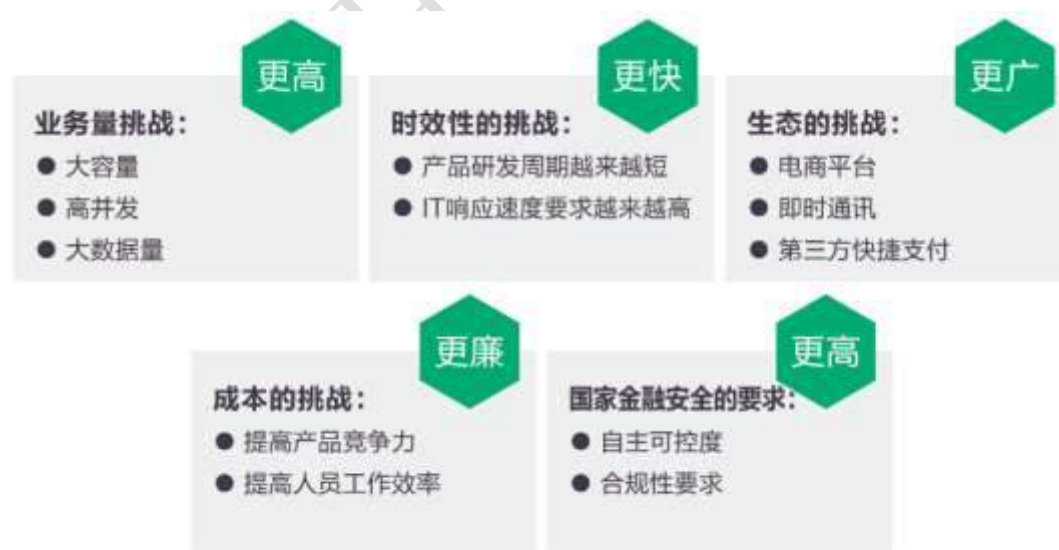 更高
业务量挑战：
● 大容量
● 高并发
● 大数据量
更快
时效性的挑战：
● 产品研发周期越来越短
● IT响应速度要求越来越高
更广
生态的挑战：
● 电商平台
● 即时通讯
● 第三方快捷支付
更廉
成本的挑战：
● 提高产品竞争力
● 提高人员工作效率
更高
国家金融安全的要求：
● 自主可控度
● 合规性要求